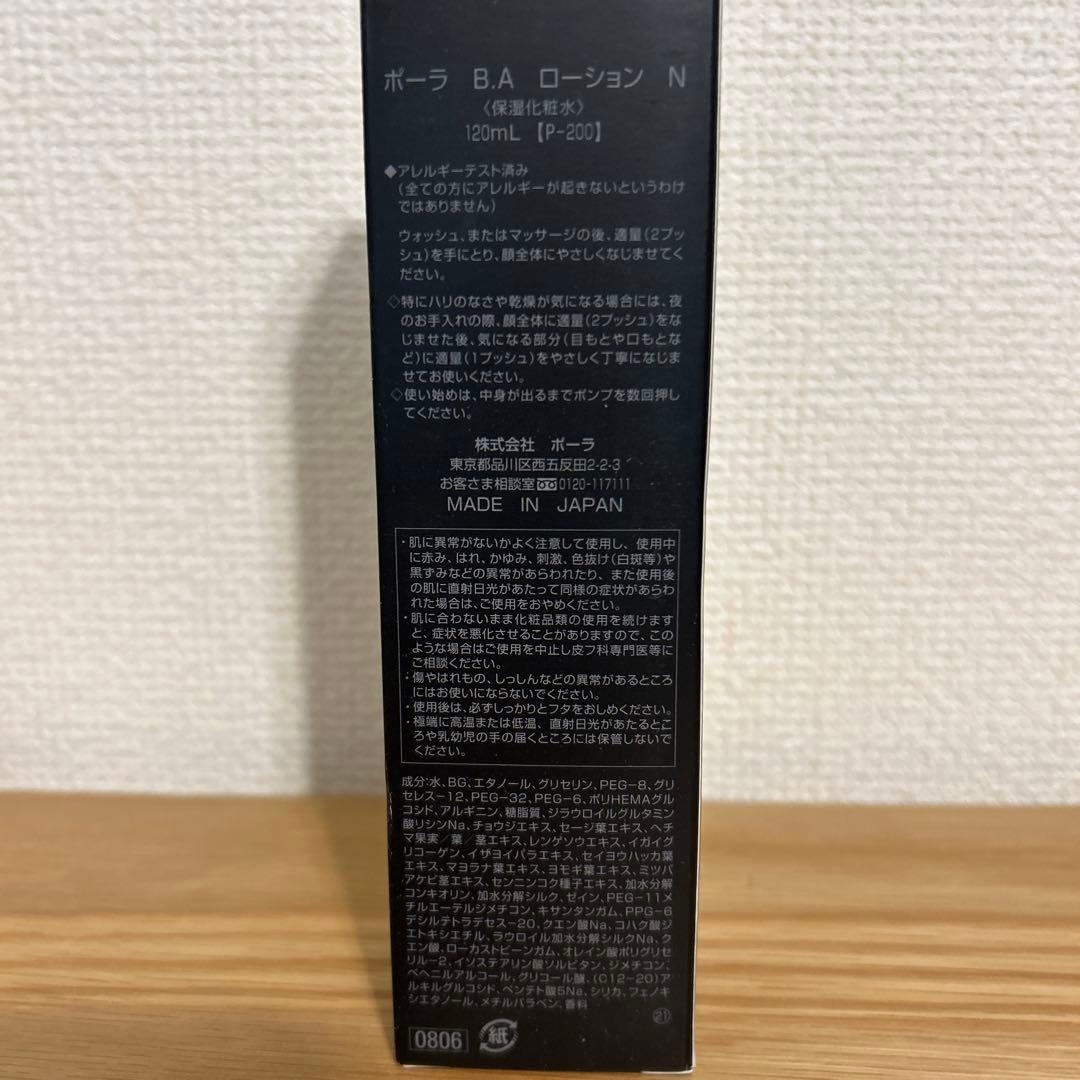 ポーラ B.A ローション N
〈保湿化粧水〉
120mL 【P-200】
◆アレルギーテスト済み
(全ての方にアレルギーが起きないというわけ
ではありません)
ウォッシュ、またはマッサージの後、適量(2プッ
シュ)を手にとり、顔全体にやさしくなじませてく
ださい。
◇特にハリのなさや乾燥が気になる場合には、夜
のお手入れの際、顔全体に適量(2プッシュ)をな
じませた後、気になる部分(目もとや口もとな
ど)に適量(1プッシュ)をやさしく丁寧になじま
せてお使いください。
◇使い始めは、中身が出るまでポンプを数回押し
てください。
株式会社 ポーラ
東京都品川区西五反田2-2-3
お客さま相談室 0120-117111
MADE IN JAPAN
・肌に異常がないかよく注意して使用し、使用中
に赤み、はれ、かゆみ、刺激、色抜け(白斑等)や
黒ずみなどの異常があらわれたり、また使用後
の肌に直射日光があたって同様の症状があらわ
れた場合は、ご使用をおやめください。
・肌に合わないまま化粧品類の使用を続けます
と、症状を悪化させることがありますので、この
ような場合はご使用を中止し皮フ科専門医等に
ご相談ください。
・傷やはれもの、しっしんなどの異常があるところ
にはお使いにならないでください。
・使用後は、必ずしっかりとフタをおしめください。
・極端に高温または低温、直射日光があたるとこ
ろや乳幼児の手の届くところには保管しないで
ください。
成分:水、BG、エタノール、グリセリン、PEG-8、グリ
セレス-12、PEG-32、PEG-6、ポリHEMAグル
コシド、アルギニン、糖脂質、ジラウロイルグルタミン
酸リシンNa、チョウジエキス、セージ葉エキス、ヘチ
マ果実/葉/茎エキス、レンゲソウエキス、イガイグ
リコーゲン、イザヨイバラエキス、セイヨウハッカ葉
エキス、マヨラナ葉エキス、ヨモギ葉エキス、ミツバ
アケビ茎エキス、センニンコク種子エキス、加水分解
コンキオリン、加水分解シルク、ゼイン、PEG-11メ
チルエーテルジメチコン、キサンタンガム、PPG-6
デシルテトラデセス-20、クエン酸Na、コハク酸ジ
エトキシエチル、ラウロイル加水分解シルクNa、ク
エン酸、ローカストビーンガム、オレイン酸ポリグリセ
リル-2、イソステアリン酸ソルビタン、ジメチコン、
ベヘニルアルコール、グリコール酸、(C12-20)ア
ルキルグルコシド、ペンテト酸5Na、シリカ、フェノキ
シエタノール、メチルパラベン、香料
21
0806 紙